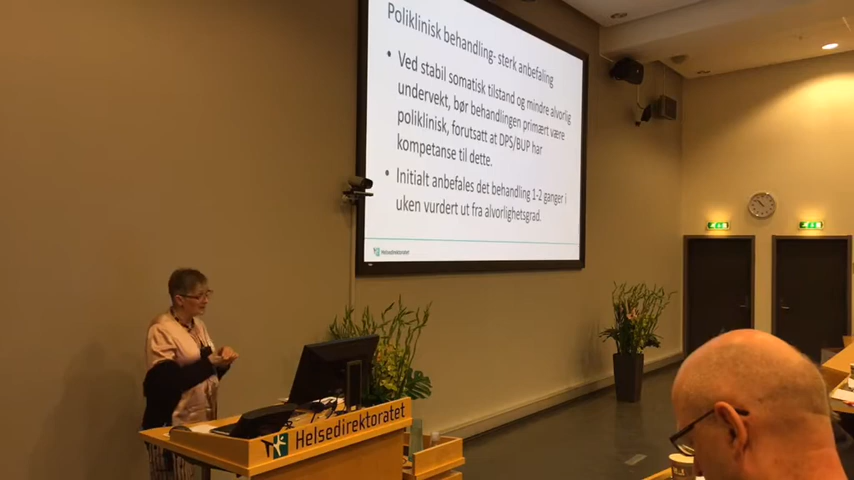 Poliklinisk behandling- sterk anbefaling
• Ved stabil somatisk tilstand og mindre alvorlig
undervekt, bør behandlingen primært være
poliklinisk, forutsatt at DPS/BUP har
kompetanse til dette.
• Initialt anbefales det behandling 1-2 ganger i
uken vurdert ut fra alvorlighetsgrad.
Helsedirektoratet
Helsedirektoratet